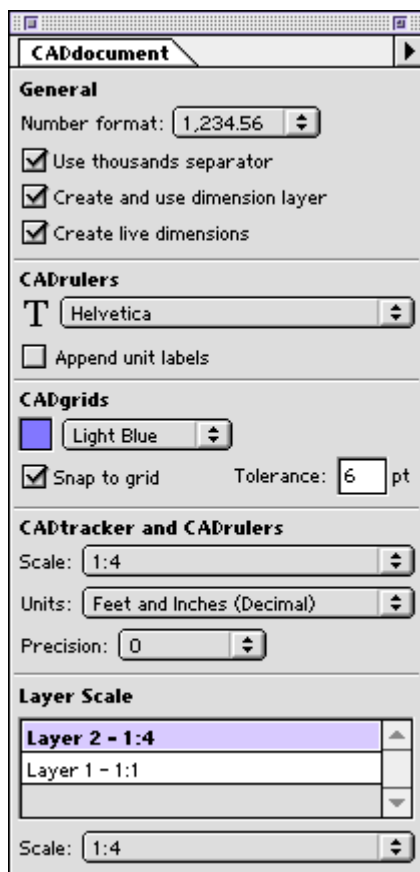 CADdocument
General
Number format: 1,234.56
Use thousands separator
Create and use dimension layer
Create live dimensions
CADrulers
T Helvetica
Append unit labels
CADgrids
Light Blue
Snap to grid Tolerance: 6 pt
CADtracker and CADrulers
Scale: 1:4
Units: Feet and Inches (Decimal)
Precision: 0
Layer Scale
Layer 2 - 1:4
Layer 1 - 1:1
Scale: 1:4